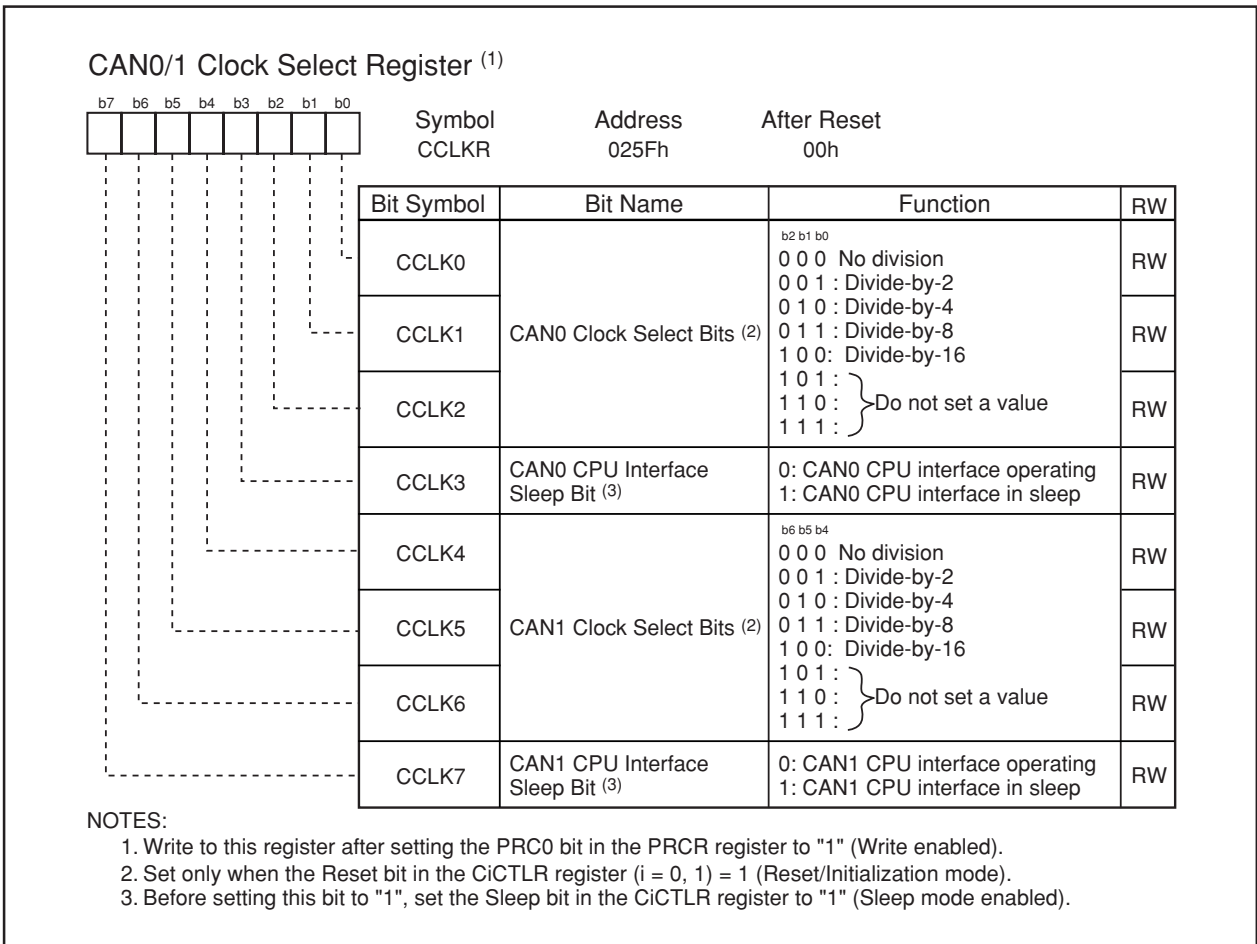 CAN0/1 Clock Select Register (1)
b7 b6 b5 b4 b3 b2 b1 b0
Symbol Address After Reset
CCLKR 025Fh 00h
Bit Symbol Bit Name Function RW
CCLK0 RW
CCLK1 RW
CCLK2 RW
CAN0 Clock Select Bits (2)
b2 b1 b0
0 0 0 No division
0 0 1 : Divide-by-2
0 1 0 : Divide-by-4
0 1 1 : Divide-by-8
1 0 0: Divide-by-16
1 0 1 :
1 1 0 : Do not set a value
1 1 1 :
CCLK3 RW
CAN0 CPU Interface
Sleep Bit (3)
0: CAN0 CPU interface operating
1: CAN0 CPU interface in sleep
CCLK4 RW
CCLK5 RW
CCLK6 RW
CAN1 Clock Select Bits (2)
b6 b5 b4
0 0 0 No division
0 0 1 : Divide-by-2
0 1 0 : Divide-by-4
0 1 1 : Divide-by-8
1 0 0: Divide-by-16
1 0 1 :
1 1 0 : Do not set a value
1 1 1 :
CCLK7 RW
CAN1 CPU Interface
Sleep Bit (3)
0: CAN1 CPU interface operating
1: CAN1 CPU interface in sleep
NOTES:
1. Write to this register after setting the PRC0 bit in the PRCR register to "1" (Write enabled).
2. Set only when the Reset bit in the CiCTLR register (i = 0, 1) = 1 (Reset/Initialization mode).
3. Before setting this bit to "1", set the Sleep bit in the CiCTLR register to "1" (Sleep mode enabled).